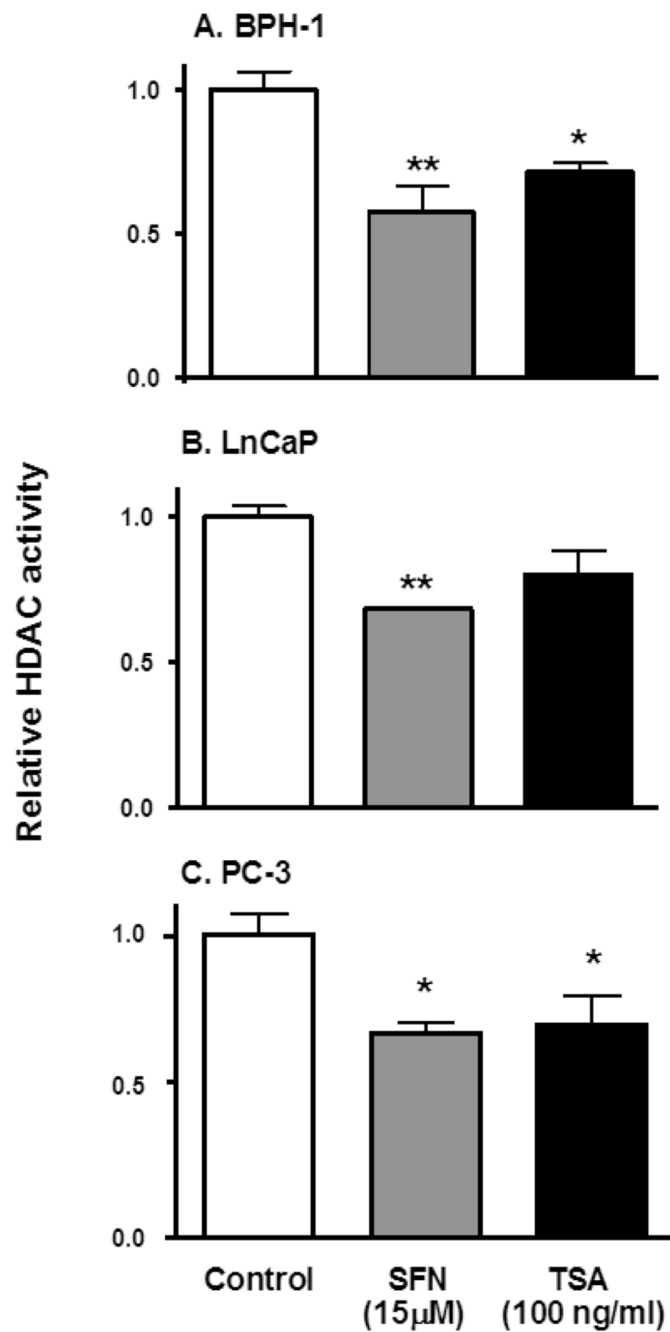 A. BPH-1
1.0
**
*
0.5
0.0
B. LnCaP
1.0
**
0.5
0.0
Relative HDAC activity
C. PC-3
1.0
*
*
0.5
0.0
Control SFN TSA
(15μM) (100 ng/ml)